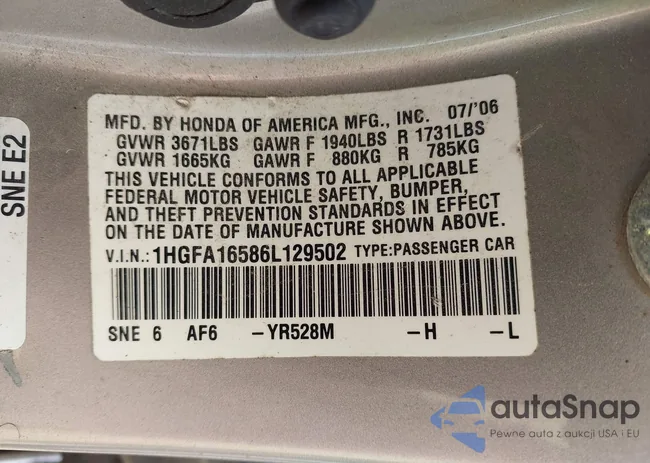 MFD. BY HONDA OF AMERICA MFG., INC. 07/'06
GVWR 3671LBS GAWR F 1940LBS R 1731LBS
GVWR 1665KG GAWR F 880KG R 785KG
THIS VEHICLE CONFORMS TO ALL APPLICABLE
FEDERAL MOTOR VEHICLE SAFETY, BUMPER,
AND THEFT PREVENTION STANDARDS IN EFFECT
ON THE DATE OF MANUFACTURE SHOWN ABOVE.
V.I.N.:1HGFA16586L129502 TYPE:PASSENGER CAR
SNE 6 AF6 -YR528M -H -L
SNE E2
autoSnap
Pewne auta z aukcji USA i EU